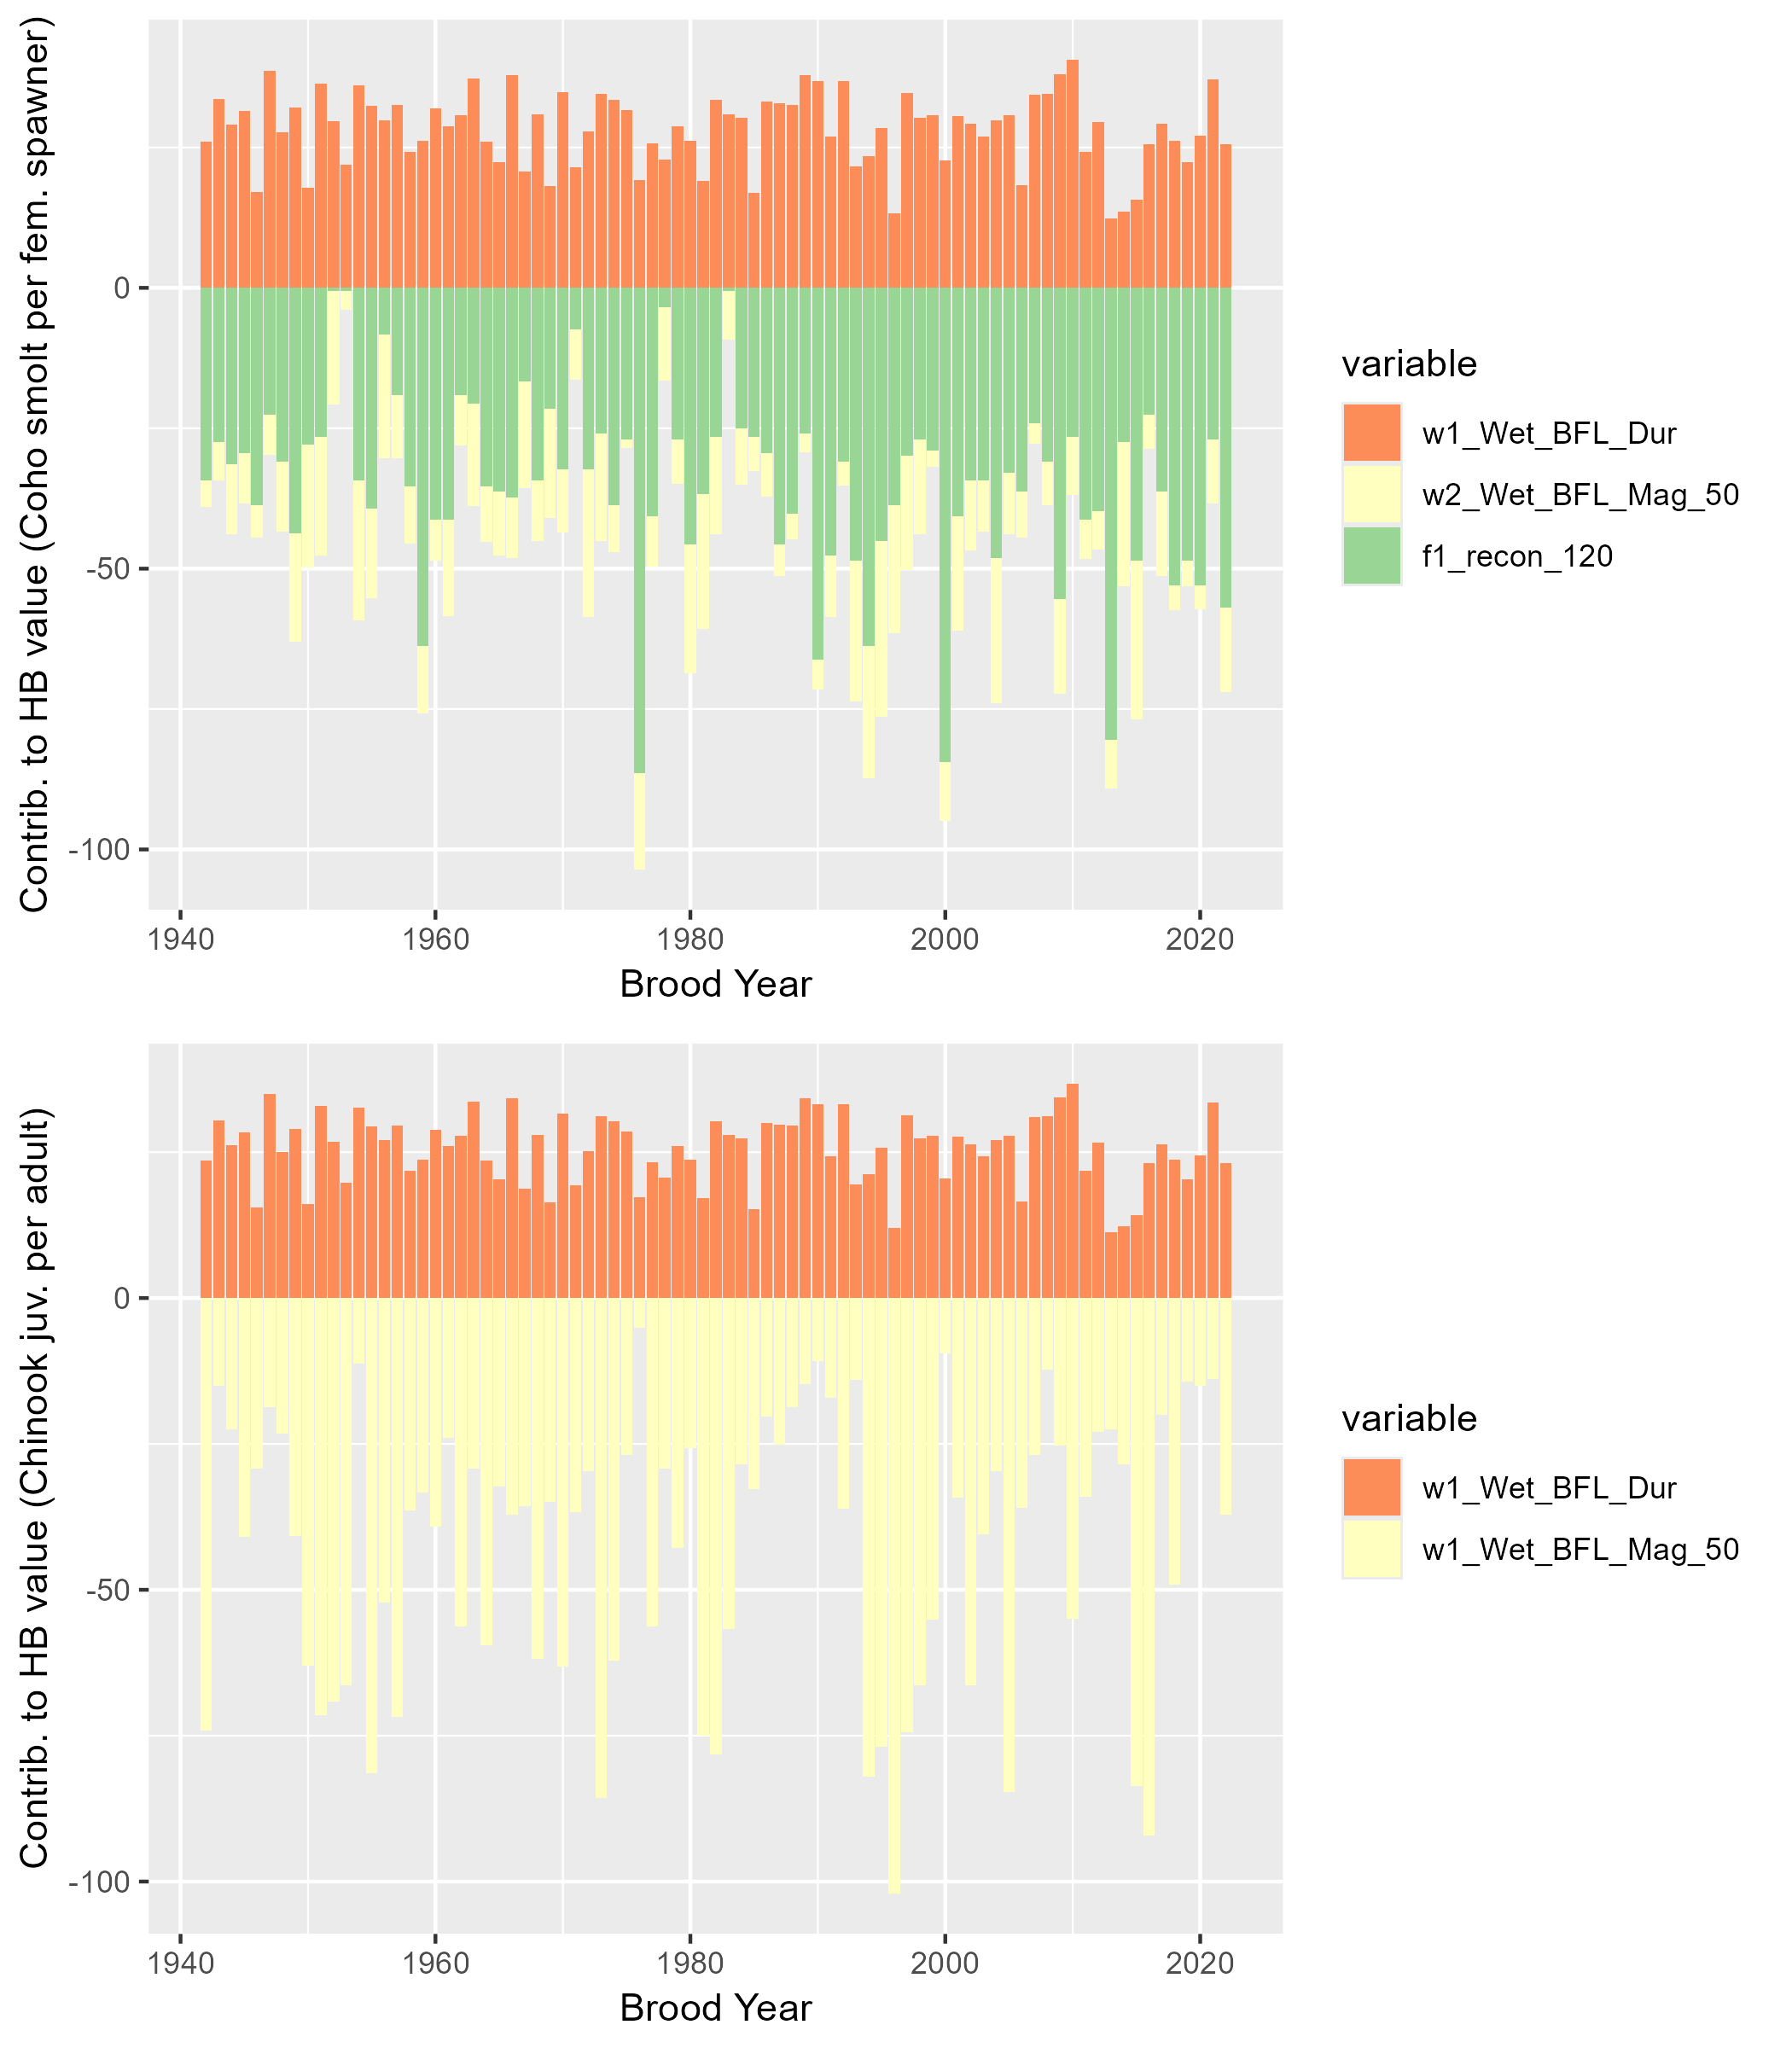 Contrib. to HB value (Coho smolt per fem. spawner)
0
-50
-100
1940 1960 1980 2000 2020
Brood Year
variable
w1_Wet_BFL_Dur
w2_Wet_BFL_Mag_50
f1_recon_120
Contrib. to HB value (Chinook juv. per adult)
0
-50
-100
1940 1960 1980 2000 2020
Brood Year
variable
w1_Wet_BFL_Dur
w1_Wet_BFL_Mag_50